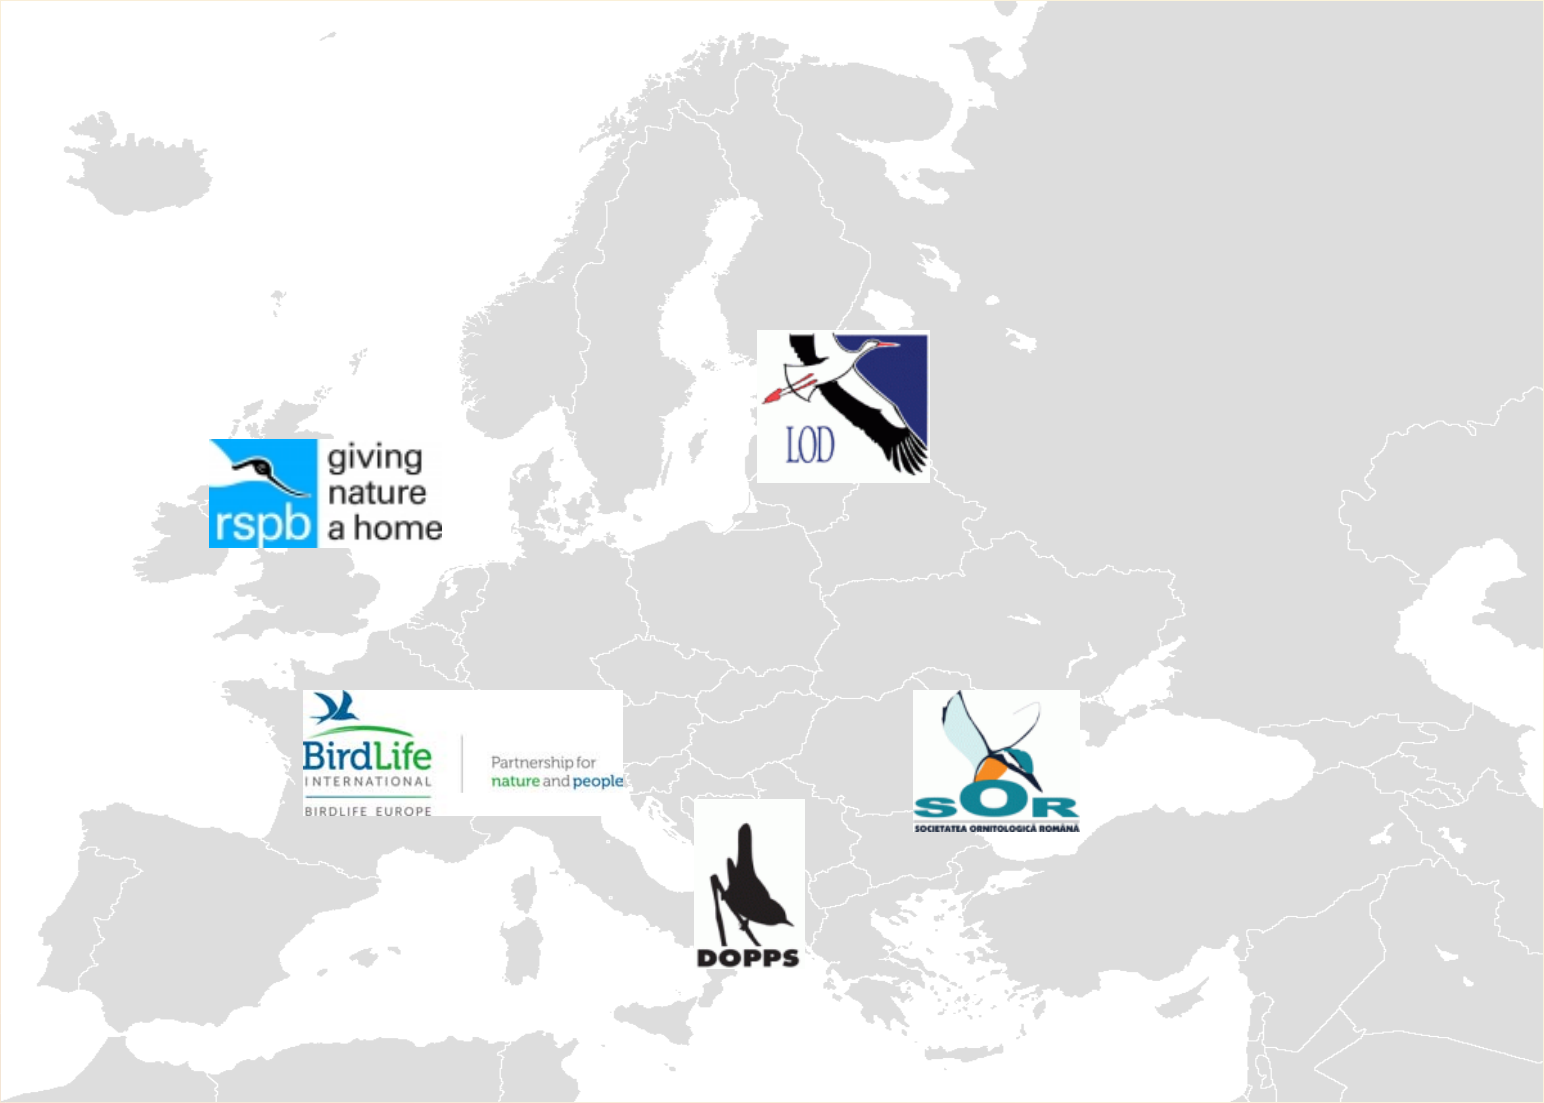 LOD
rspb
giving
nature
a home
BirdLife
INTERNATIONAL
BIRDLIFE EUROPE
Partnership for
nature and people
SOR
SOCIETATEA ORNITOLOGICĂ ROMÂNĂ
DOPPS